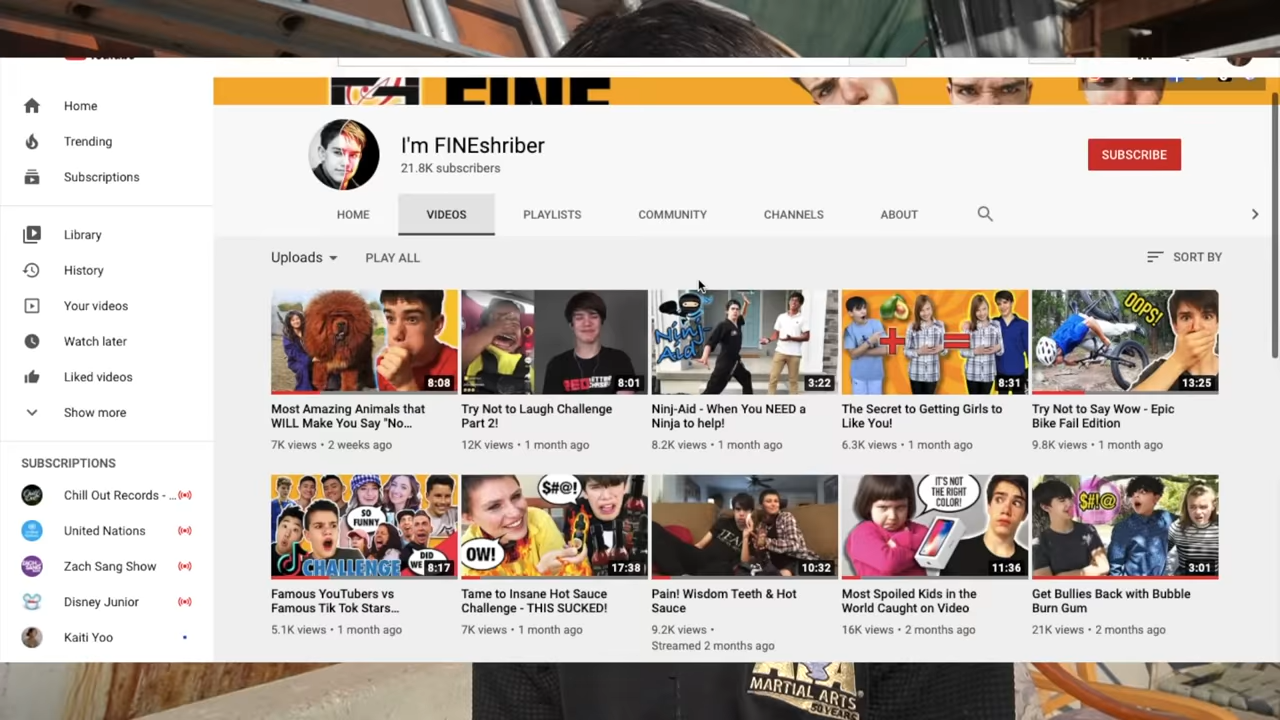 FINE
Home
Trending
Subscriptions
Library
History
Your videos
Watch later
Liked videos
Show more
SUBSCRIPTIONS
Chill Out Records - ...
United Nations
Zach Sang Show
Disney Junior
Kaiti Yoo
I'm FINEshriber
21.8K subscribers
SUBSCRIBE
HOME
VIDEOS
PLAYLISTS
COMMUNITY
CHANNELS
ABOUT
Uploads
PLAY ALL
SORT BY
8:08
8:01
Ninj-
Aid
3:22
8:31
OOPS!
13:25
Most Amazing Animals that
WILL Make You Say "No...
7K views • 2 weeks ago
Try Not to Laugh Challenge
Part 2!
12K views • 1 month ago
Ninj-Aid - When You NEED a
Ninja to help!
8.2K views • 1 month ago
The Secret to Getting Girls to
Like You!
6.3K views • 1 month ago
Try Not to Say Wow - Epic
Bike Fail Edition
9.8K views • 1 month ago
SO
FUNNY
DID
WE
CHALLENGE
8:17
$#@!
OW!
17:38
10:32
IT'S NOT
THE RIGHT
COLOR!
11:36
$#!@
3:01
Famous YouTubers vs
Famous Tik Tok Stars...
5.1K views • 1 month ago
Tame to Insane Hot Sauce
Challenge - THIS SUCKED!
7K views • 1 month ago
Pain! Wisdom Teeth & Hot
Sauce
9.2K views •
Streamed 2 months ago
Most Spoiled Kids in the
World Caught on Video
16K views • 2 months ago
Get Bullies Back with Bubble
Burn Gum
21K views • 2 months ago
MARTIAL ARTS
50 YEARS